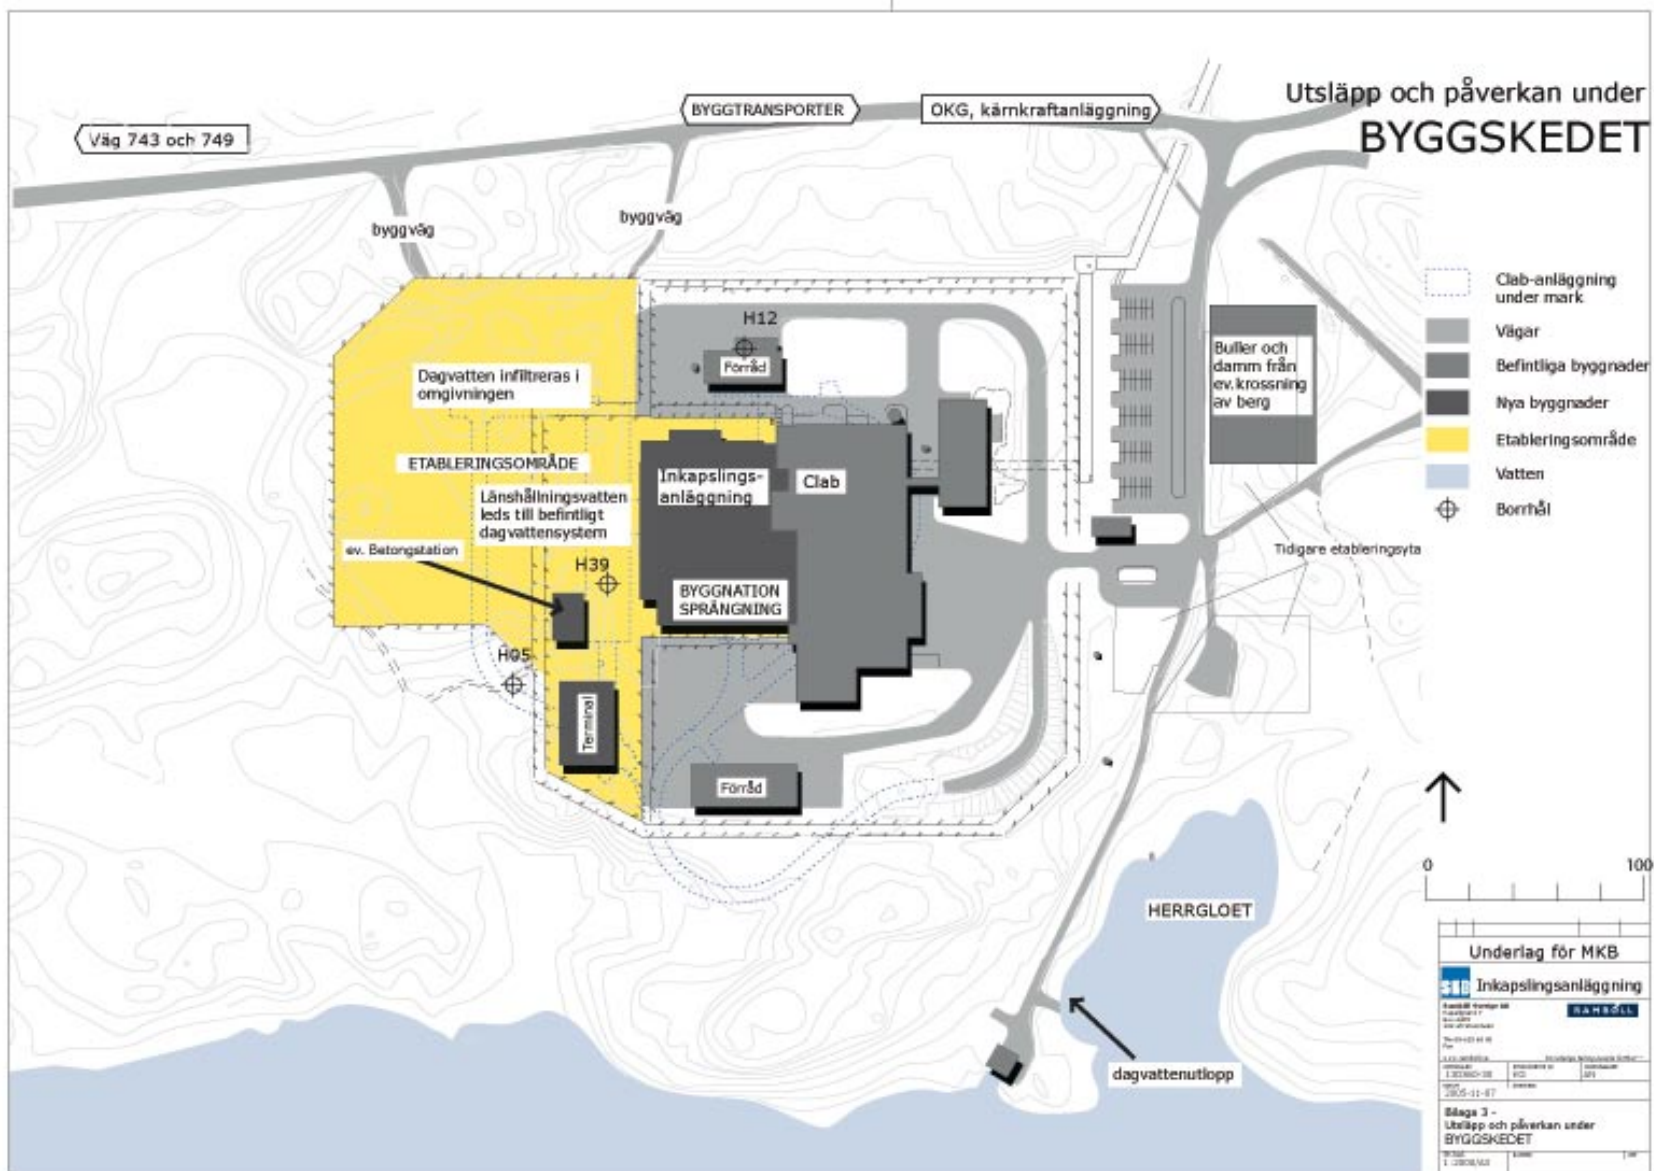 Utsläpp och påverkan under
BYGGSKEDET
BYGGTRANSPORTER
OKG, kärnkraftanläggning
Väg 743 och 749
byggväg
byggväg
H12
Förråd
Dagvatten infiltreras i
omgivningen
Buller och
damm från
ev.krossning
av berg
Clab-anläggning
under mark
Vägar
Befintliga byggnader
Nya byggnader
Etableringsområde
Vatten
Borrhål
ETABLERINGSOMRÅDE
Inkapslings-
anläggning
Clab
Länshållningsvatten
leds till befintligt
dagvattensystem
ev. Betongstation
H39
BYGGNATION
SPRÄNGNING
Tidigare etableringsyta
H05
Terminal
Förråd
0 100
HERRGLOET
dagvattenutlopp
Underlag för MKB
SKB Inkapslingsanläggning
RAMBÖLL
2005-11-07
Bilaga 3 -
Utsläpp och påverkan under
BYGGSKEDET